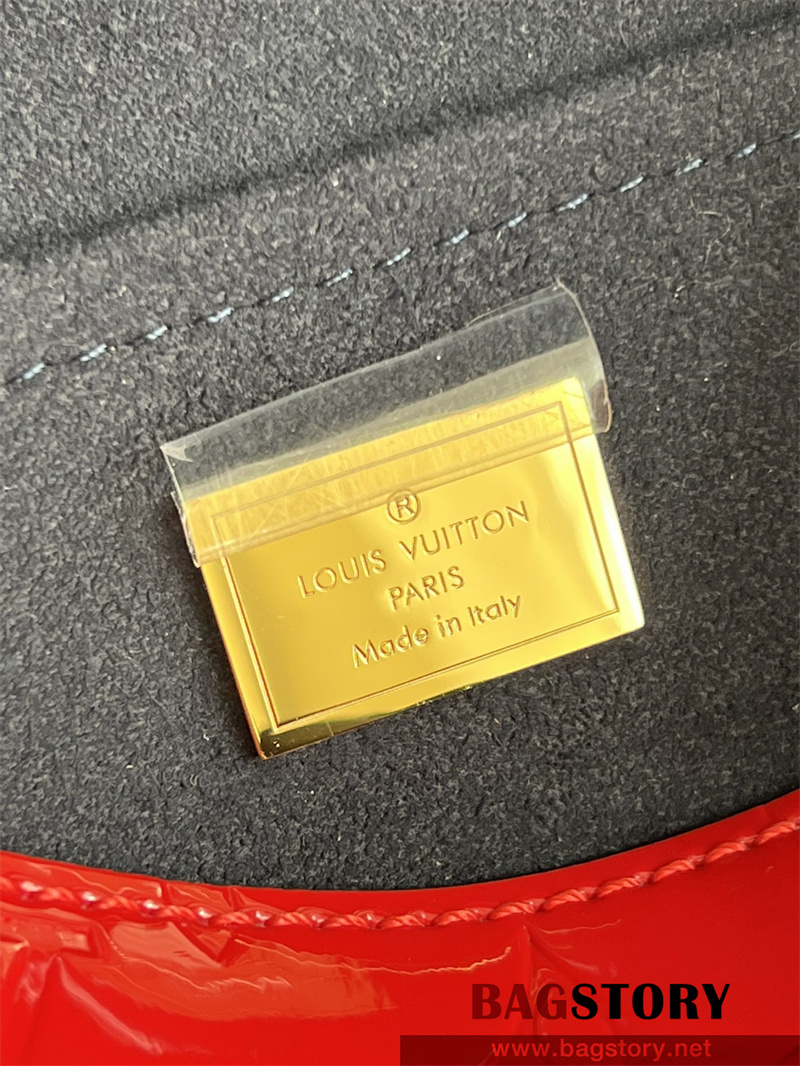 ®
LOUIS VUITTON
PARIS
Made in Italy
BAGSTORY
www.bagstory.net